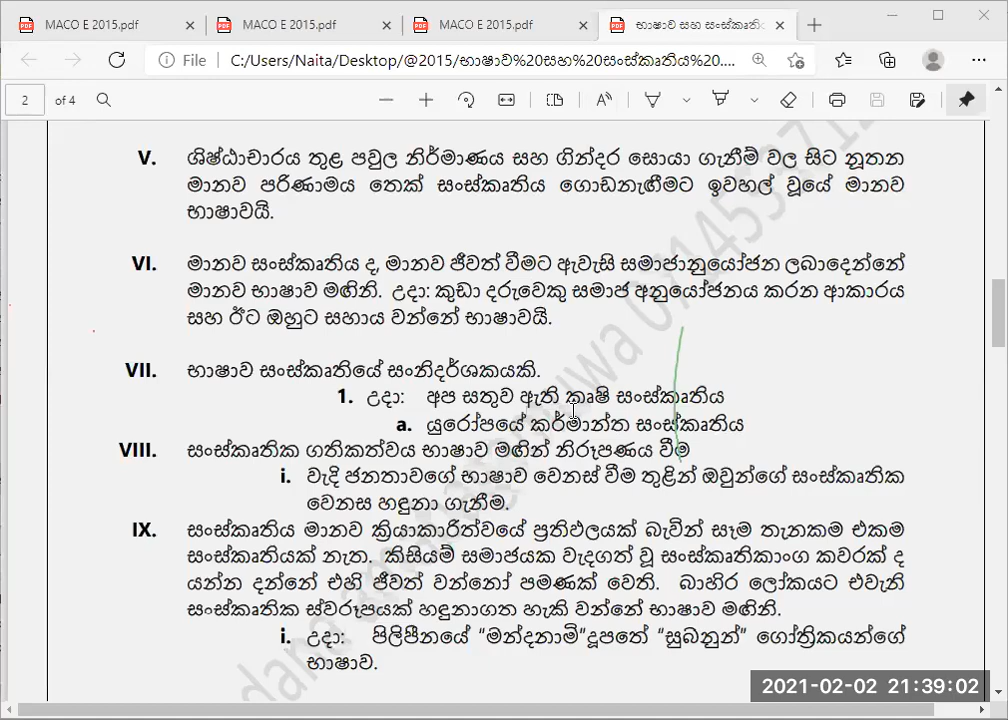 MACO E 2015.pdf
MACO E 2015.pdf
MACO E 2015.pdf
භාෂාව සහ සංස්කෘති
File C:/Users/Naita/Desktop/@2015/භාෂාව%20සහ%20සංස්කෘතිය%20....
2 of 4
V. ශිෂ්ඨාචාරය තුළ පවුල නිර්මාණය සහ ගින්දර සොයා ගැනීම් වල සිට නූතන
මානව පරිණාමය තෙක් සංස්කෘතිය ගොඩනැඟීමට ඉවහල් වූයේ මානව
භාෂාවයි.
VI. මානව සංස්කෘතිය ද, මානව ජීවත් වීමට ඇවැසි සමාජානුයෝජන ලබාදෙන්නේ
මානව භාෂාව මඟිනි. උදා: කුඩා දරුවෙකු සමාජ අනුයෝජනය කරන ආකාරය
සහ ඊට ඔහුට සහාය වන්නේ භාෂාවයි.
VII. භාෂාව සංස්කෘතියේ සංනිදර්ශකයකි.
1. උදා: අප සතුව ඇති කෘෂි සංස්කෘතිය
a. යුරෝපයේ කර්මාන්ත සංස්කෘතිය
VIII. සංස්කෘතික ගතිකත්වය භාෂාව මඟින් නිරූපණය වීම
i. වැදි ජනතාවගේ භාෂාව වෙනස් වීම තුළින් ඔවුන්ගේ සංස්කෘතික
වෙනස හඳුනා ගැනීම.
IX. සංස්කෘතිය මානව ක්‍රියාකාරිත්වයේ ප්‍රතිඵලයක් බැවින් සෑම තැනකම එකම
සංස්කෘතියක් නැත. කිසියම් සමාජයක වැදගත් වූ සංස්කෘතිකාංග කවරක් ද
යන්න දන්නේ එහි ජීවත් වන්නෝ පමණක් වෙති. බාහිර ලෝකයට එවැනි
සංස්කෘතික ස්වරූපයක් හඳුනාගත හැකි වන්නේ භාෂාව මඟිනි.
i. උදා: පිලිපීනයේ “මන්දනාම්”දූපතේ “සුබනුන්” ගෝත්‍රිකයන්ගේ
භාෂාව.
2021-02-02 21:39:02